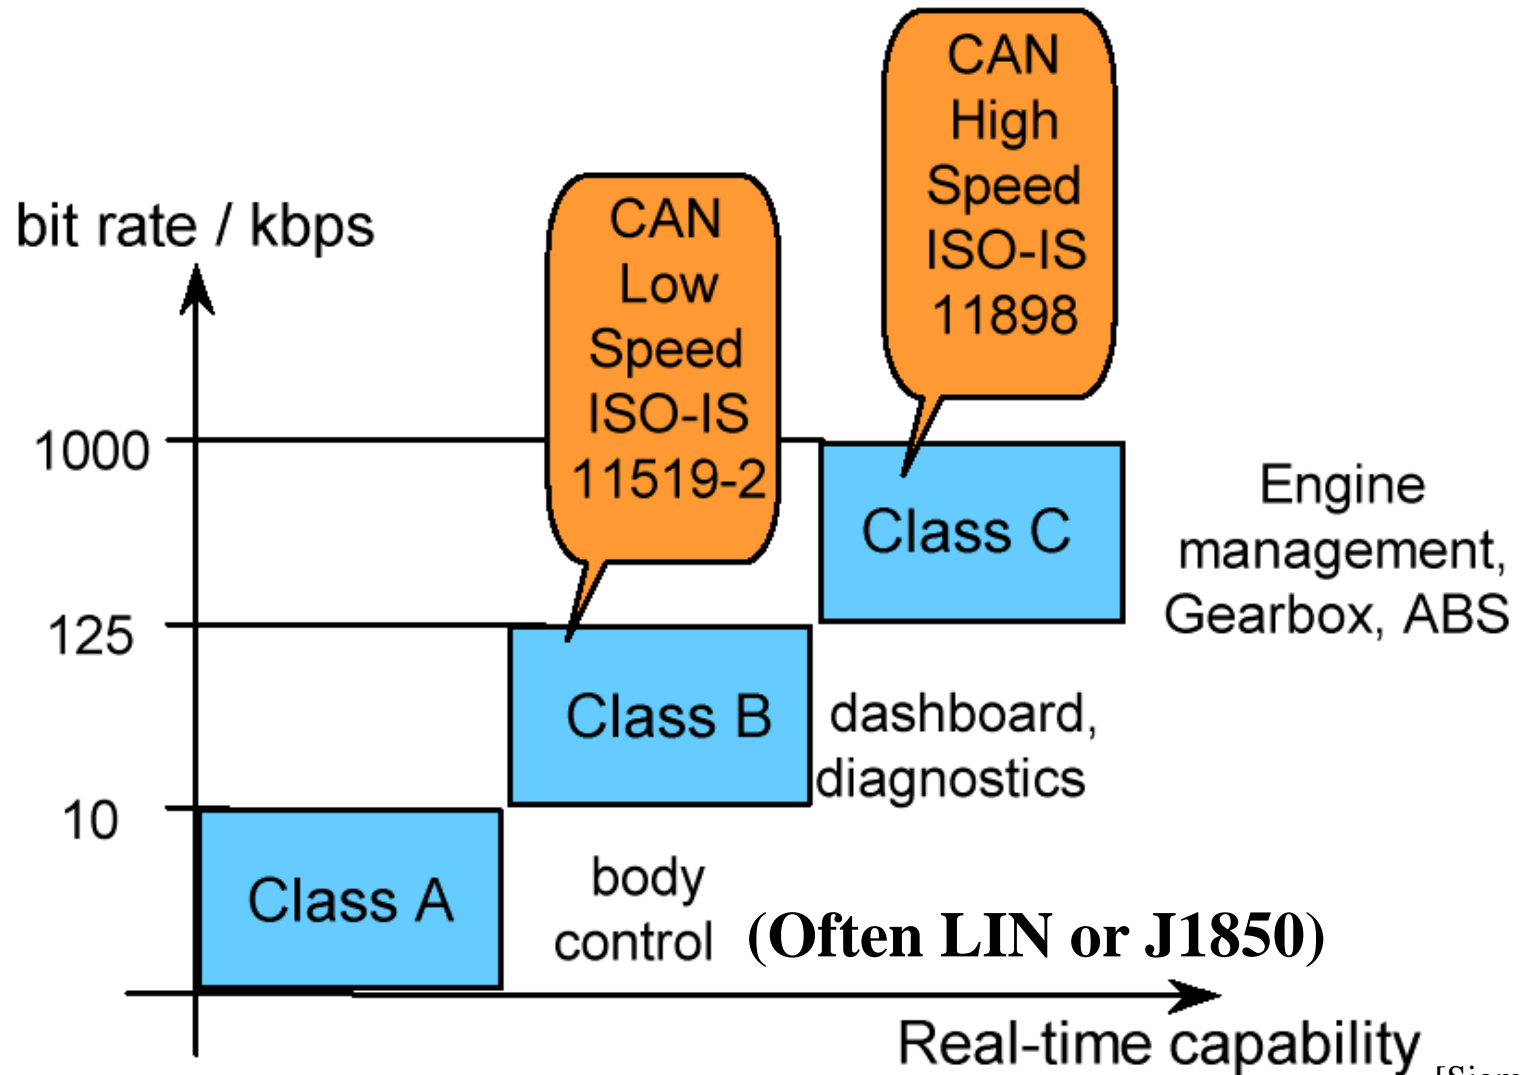 CAN
High
Speed
ISO-IS
11898
CAN
Low
Speed
ISO-IS
11519-2
bit rate / kbps
1000
Class C
Engine
management,
Gearbox, ABS
125
Class B
dashboard,
diagnostics
10
Class A
body
control
(Often LIN or J1850)
Real-time capability